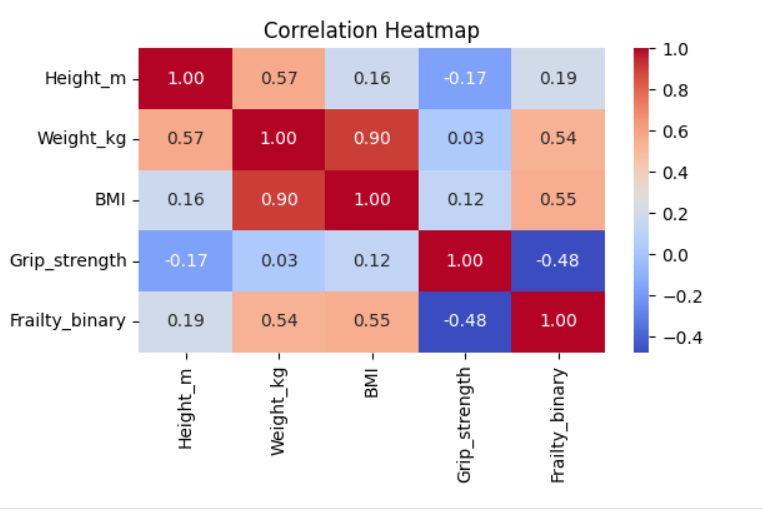 Correlation Heatmap
Height_m 1.00 0.57 0.16 -0.17 0.19
Weight_kg 0.57 1.00 0.90 0.03 0.54
BMI 0.16 0.90 1.00 0.12 0.55
Grip_strength -0.17 0.03 0.12 1.00 -0.48
Frailty_binary 0.19 0.54 0.55 -0.48 1.00
Height_m Weight_kg BMI Grip_strength Frailty_binary
1.0
0.8
0.6
0.4
0.2
0.0
−0.2
−0.4